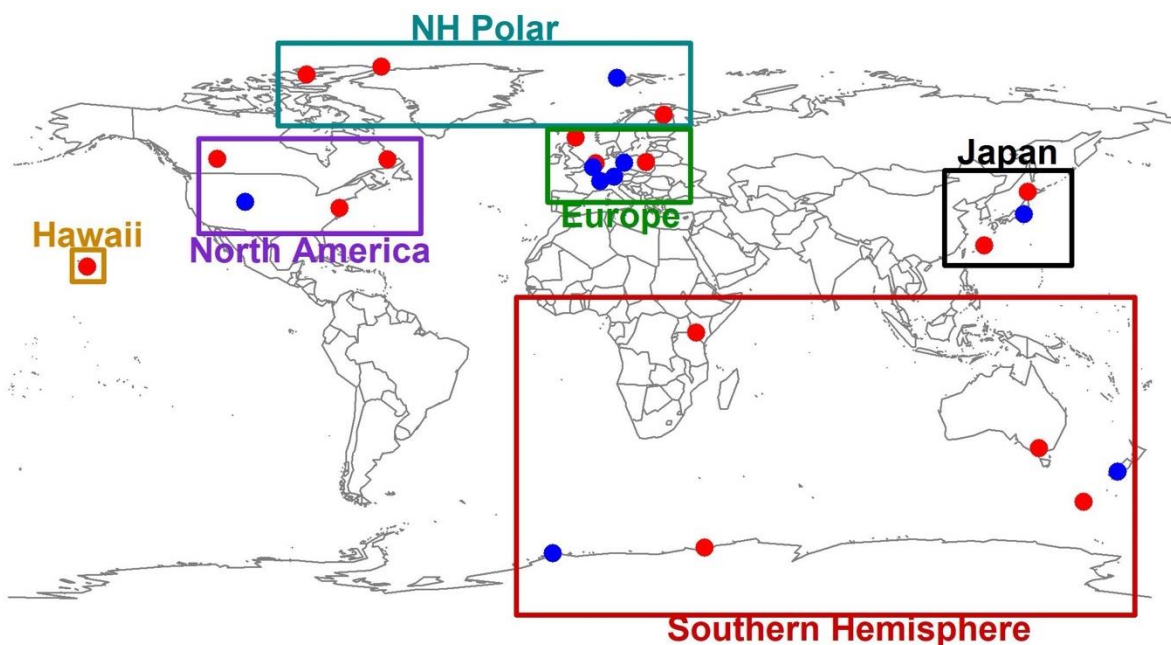 NH Polar
Japan
Europe
Hawaii
North America
Southern Hemisphere